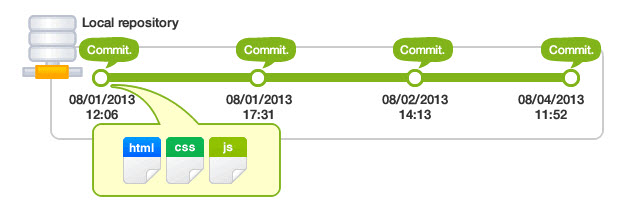 Local repository
Commit. Commit. Commit. Commit.
08/01/2013 08/01/2013 08/02/2013 08/04/2013
12:06 17:31 14:13 11:52
html css js